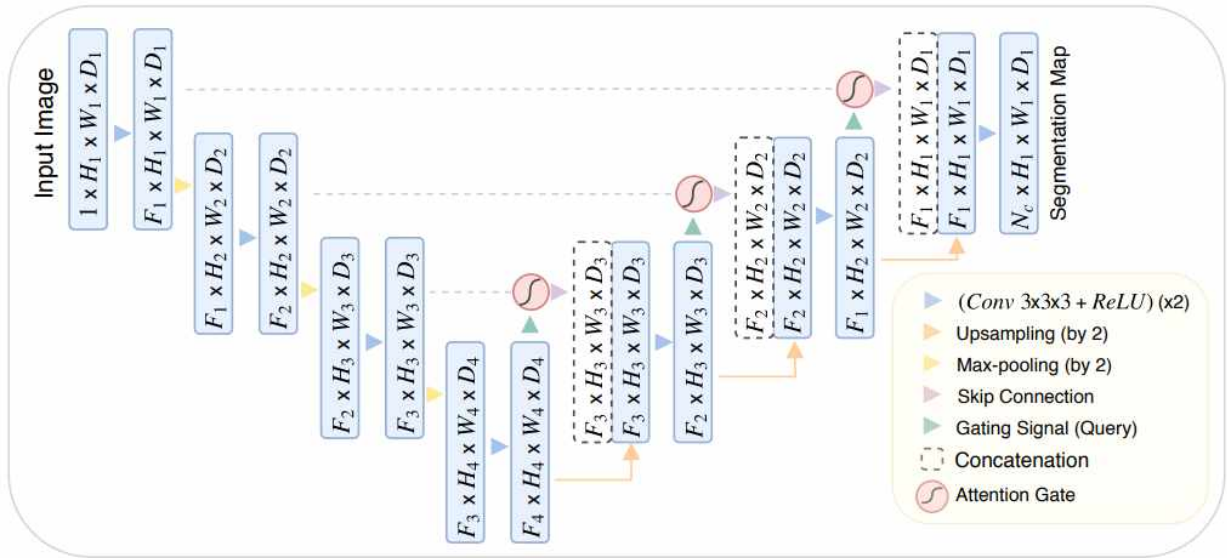 Input Image
1 x H₁ x W₁ x D₁
F₁ x H₁ x W₁ x D₁
F₁ x H₂ x W₂ x D₂
F₂ x H₂ x W₂ x D₂
F₂ x H₃ x W₃ x D₃
F₃ x H₃ x W₃ x D₃
F₃ x H₄ x W₄ x D₄
F₄ x H₄ x W₄ x D₄
F₃ x H₃ x W₃ x D₃
F₃ x H₃ x W₃ x D₃
F₂ x H₃ x W₃ x D₃
F₂ x H₂ x W₂ x D₂
F₂ x H₂ x W₂ x D₂
F₁ x H₂ x W₂ x D₂
F₁ x H₁ x W₁ x D₁
F₁ x H₁ x W₁ x D₁
N_c x H₁ x W₁ x D₁
Segmentation Map
(Conv 3x3x3 + ReLU) (x2)
Upsampling (by 2)
Max-pooling (by 2)
Skip Connection
Gating Signal (Query)
Concatenation
Attention Gate